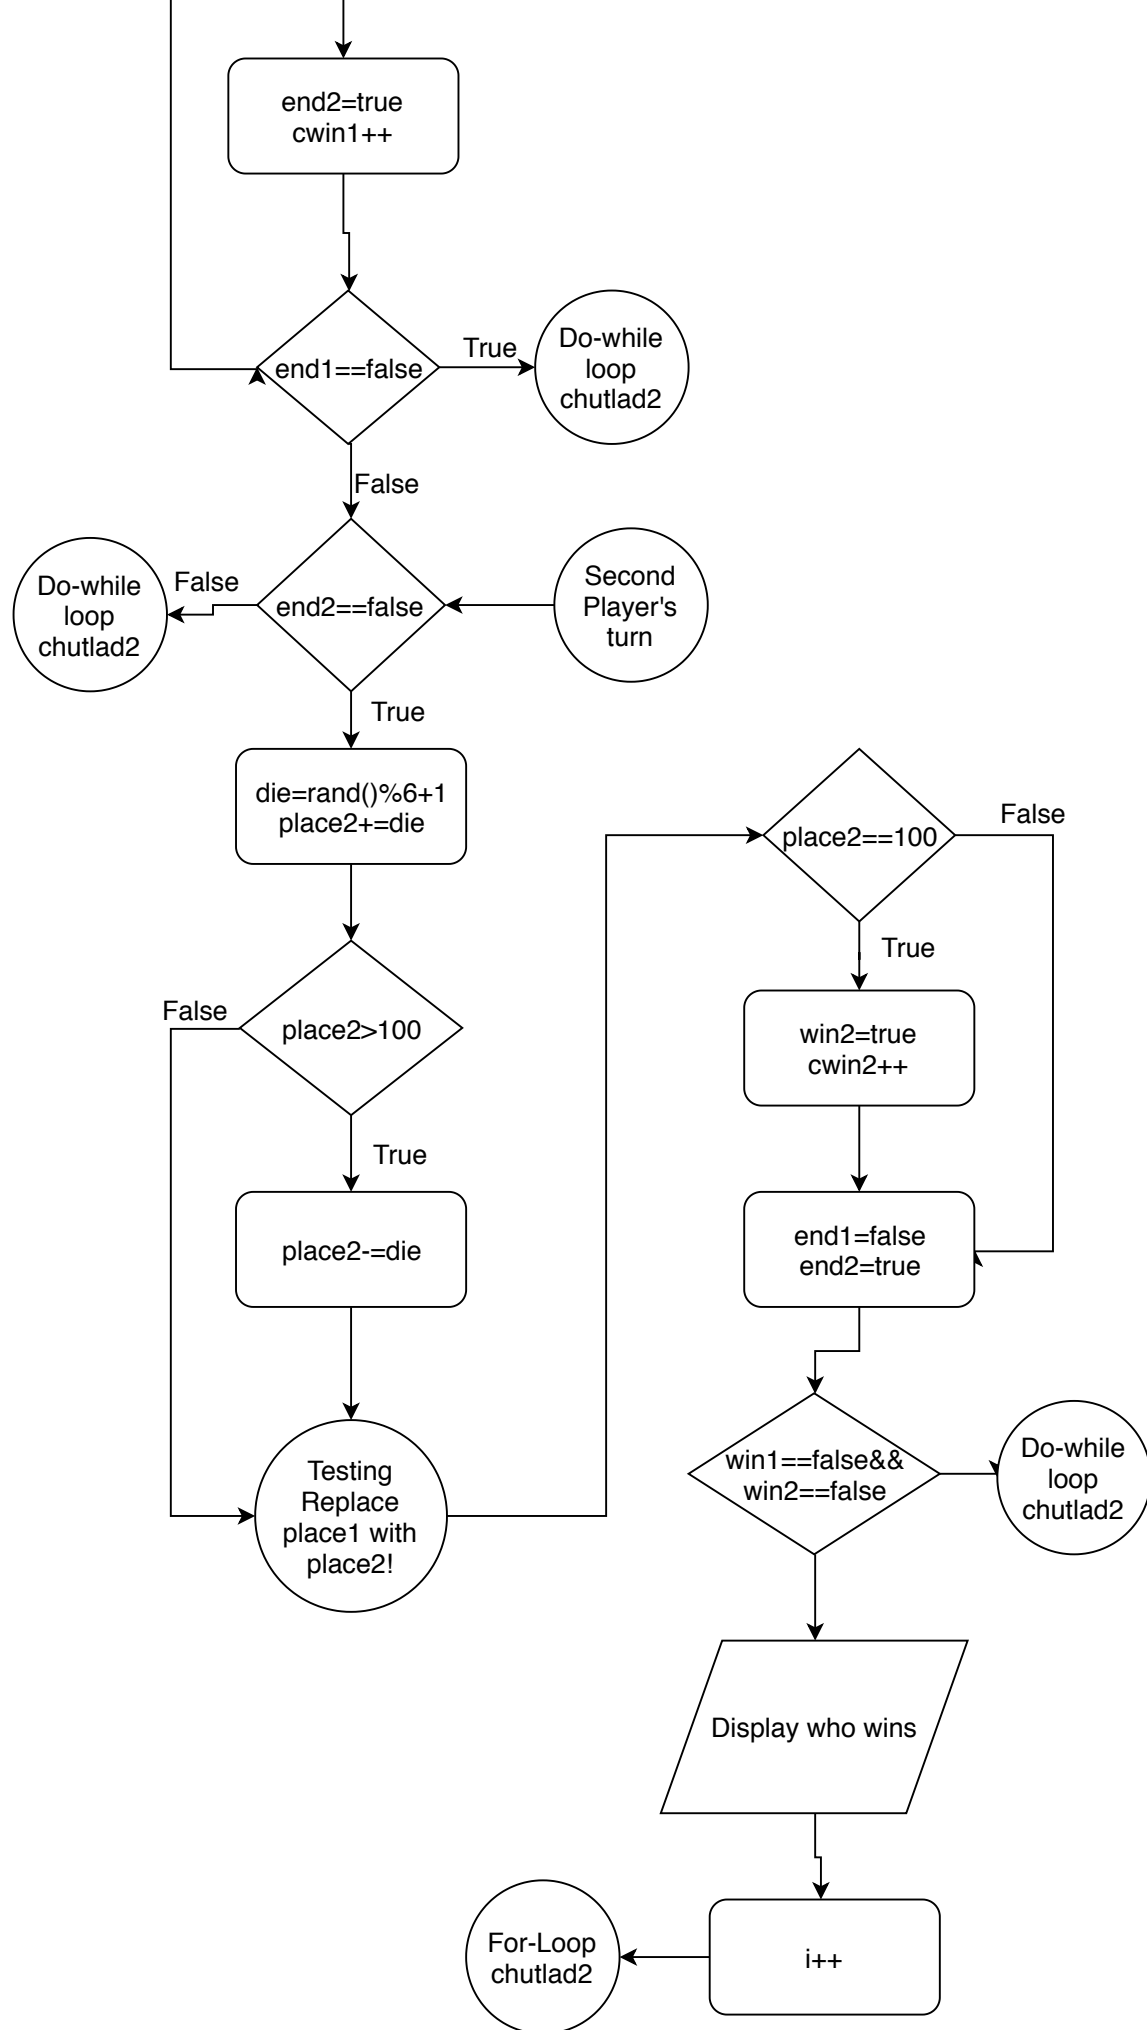 end2=true
cwin1++
end1==false
True
Do-while
loop
chutlad2
False
Do-while
loop
chutlad2
False
end2==false
Second
Player's
turn
True
die=rand()%6+1
place2+=die
place2>100
False
True
place2-=die
Testing
Replace
place1 with
place2!
place2==100
False
True
win2=true
cwin2++
end1=false
end2=true
win1==false&&
win2==false
Do-while
loop
chutlad2
Display who wins
i++
For-Loop
chutlad2